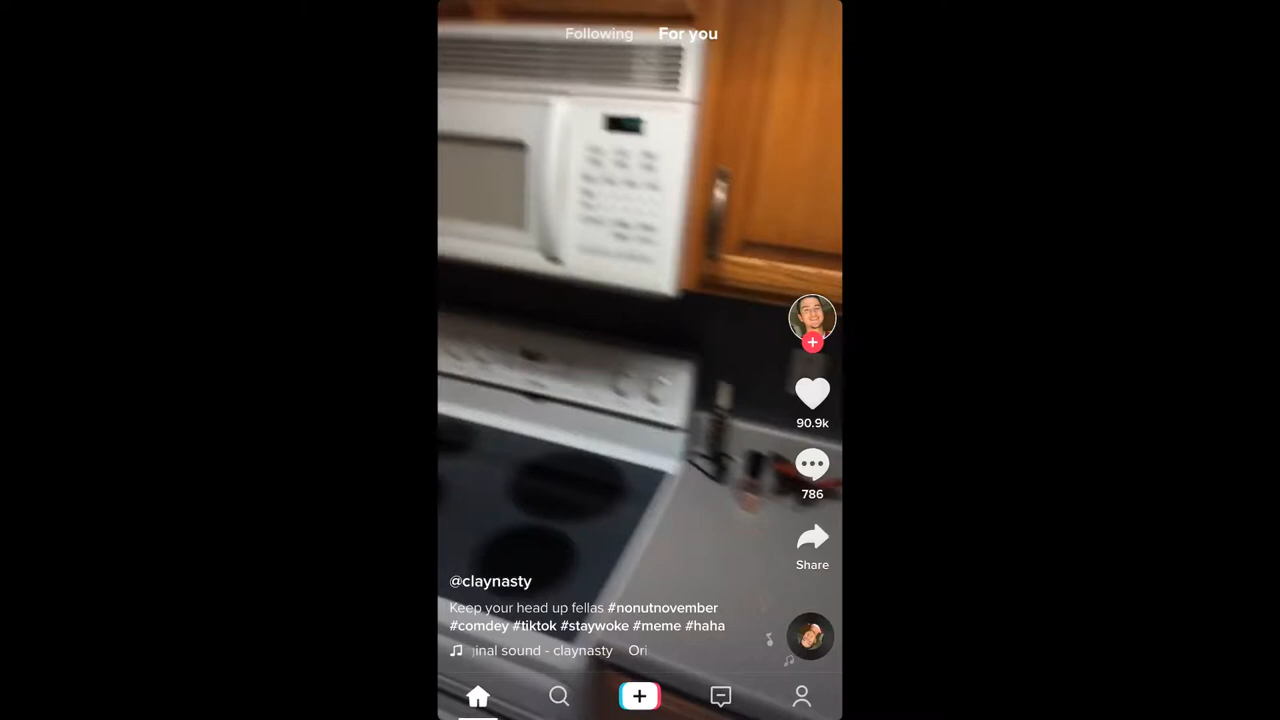 Following For you
90.9k
786
Share
@claynasty
Keep your head up fellas #nonutnovember
#comdey #tiktok #staywoke #meme #haha
inal sound - claynasty Ori